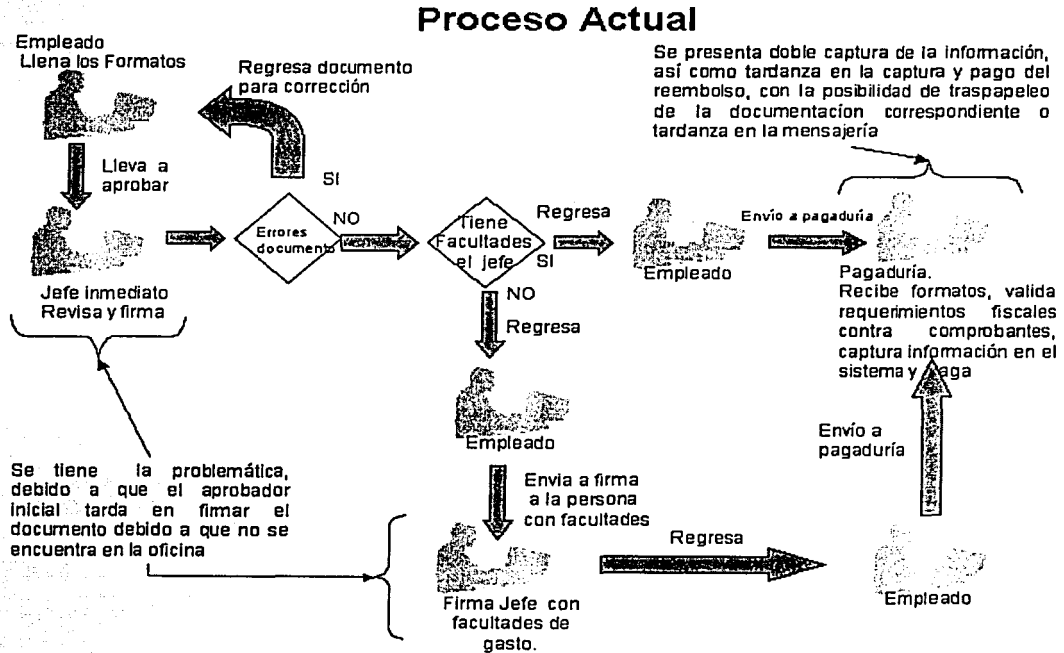 Proceso Actual
Empleado
Llena los Formatos
Regresa documento
para corrección
Se presenta doble captura de la información,
así como tardanza en la captura y pago del
reembolso, con la posibilidad de traspapeleo
de la documentación correspondiente o
tardanza en la mensajería
Lleva a
aprobar
SI
NO
Errores
documento
Tiene
Facultades
el jefe
Regresa
SI
Envío a pagaduría
Empleado
Jefe inmediato
Revisa y firma
NO
Regresa
Pagaduría.
Recibe formatos, valida
requerimientos fiscales
contra comprobantes,
captura información en el
sistema y
Empleado
Envío a
pagaduría
Se tiene la problemática,
debido a que el aprobador
inicial tarda en firmar el
documento debido a que no se
encuentra en la oficina
Envia a firma
a la persona
con facultades
Regresa
Firma Jefe con
facultades de
gasto.
Empleado